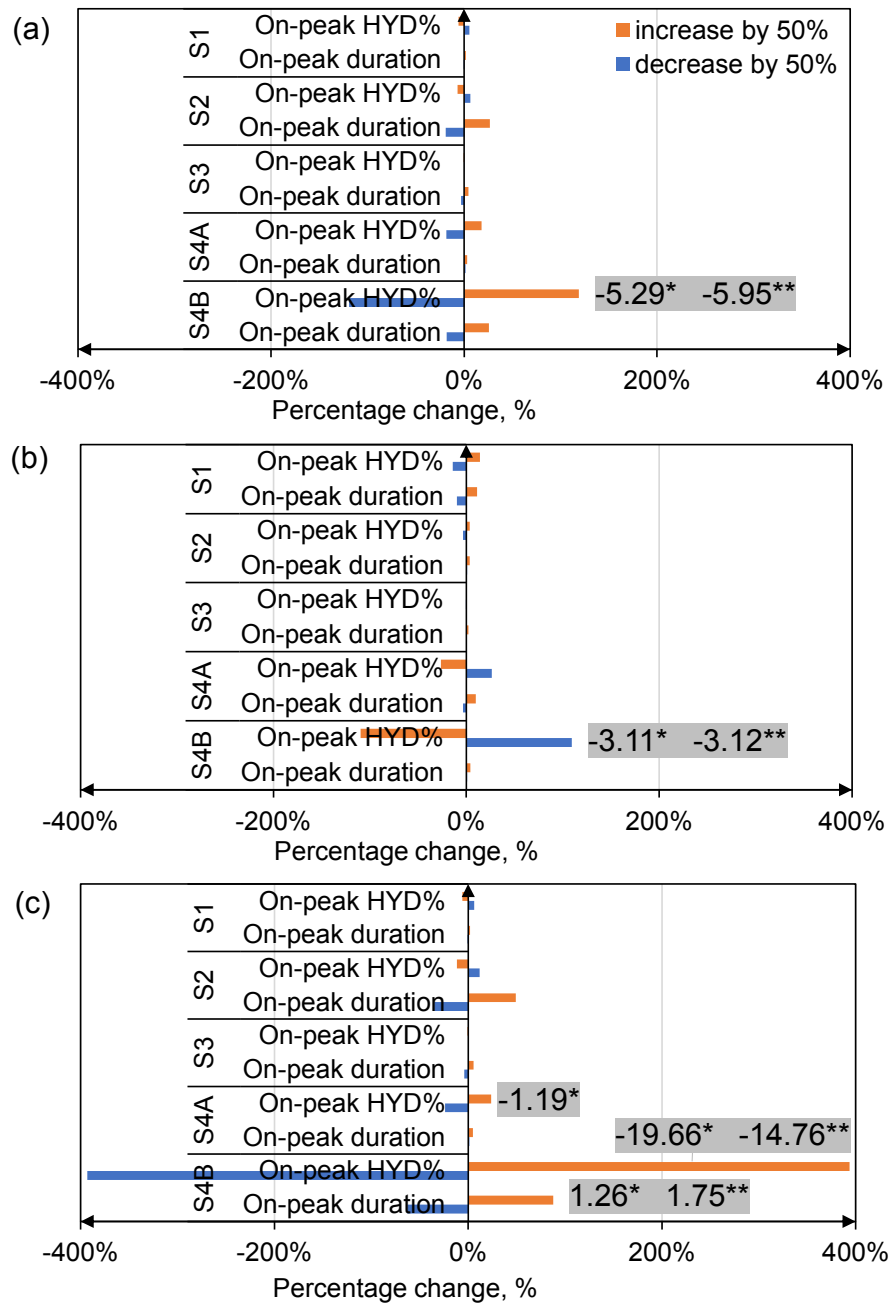 (a)
increase by 50%
decrease by 50%
S1
On-peak HYD%
On-peak duration
S2
On-peak HYD%
On-peak duration
S3
On-peak HYD%
On-peak duration
S4A
On-peak HYD%
On-peak duration
S4B
On-peak HYD%
-5.29* -5.95**
On-peak duration
-400% -200% 0% 200% 400%
Percentage change, %
(b)
S1
On-peak HYD%
On-peak duration
S2
On-peak HYD%
On-peak duration
S3
On-peak HYD%
On-peak duration
S4A
On-peak HYD%
On-peak duration
S4B
On-peak HYD%
-3.11* -3.12**
On-peak duration
-400% -200% 0% 200% 400%
Percentage change, %
(c)
S1
On-peak HYD%
On-peak duration
S2
On-peak HYD%
On-peak duration
S3
On-peak HYD%
On-peak duration
S4A
On-peak HYD%
-1.19*
On-peak duration
-19.66* -14.76**
S4B
On-peak HYD%
On-peak duration
1.26* 1.75**
-400% -200% 0% 200% 400%
Percentage change, %